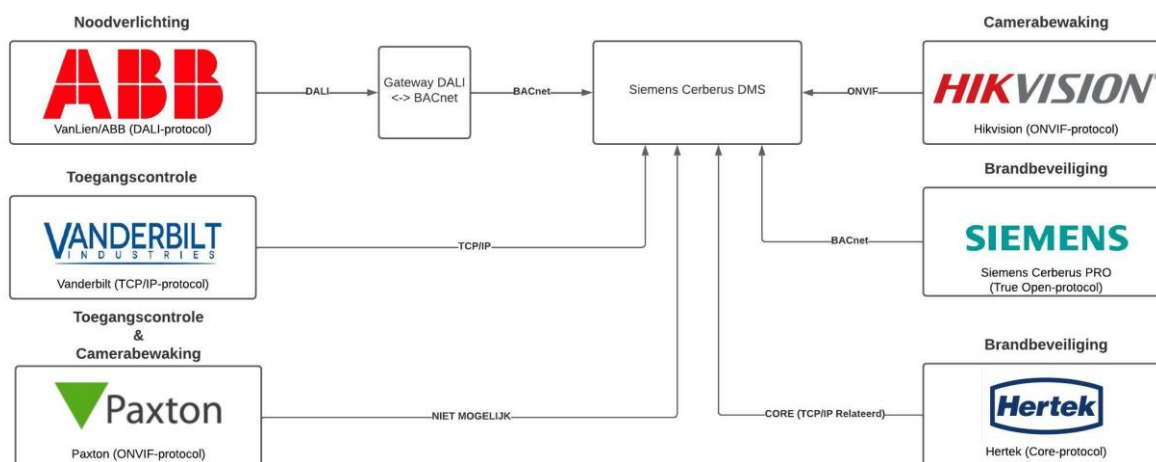 Noodverlichting
ABB
VanLien/ABB (DALI-protocol)
DALI
Gateway DALI
<-> BACnet
BACnet
Siemens Cerberus DMS
ONVIF
Camerabewaking
HIKVISION
Hikvision (ONVIF-protocol)
Toegangscontrole
VANDERBILT
INDUSTRIES
Vanderbilt (TCP/IP-protocol)
TCP/IP
Brandbeveiliging
SIEMENS
Siemens Cerberus PRO
(True Open-protocol)
BACnet
Toegangscontrole
&
Camerabewaking
Paxton
Paxton (ONVIF-protocol)
NIET MOGELIJK
CORE (TCP/IP Relateerd)
Brandbeveiliging
Hertek
Hertek (Core-protocol)